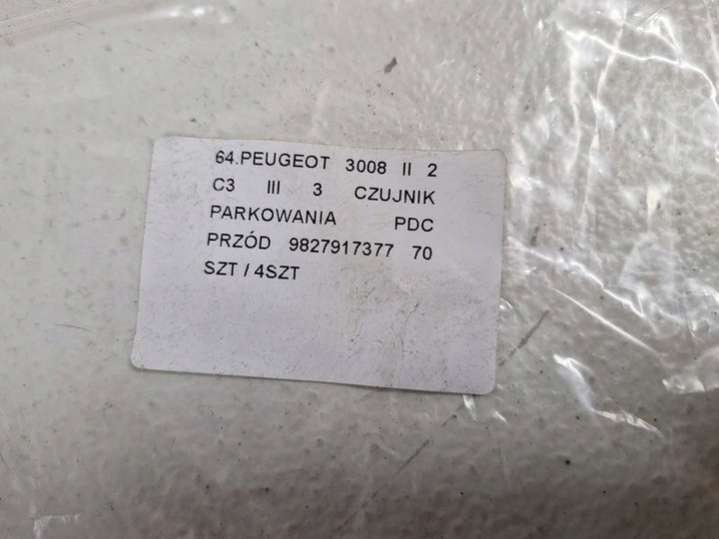 64.PEUGEOT 3008 II 2
C3 III 3 CZUJNIK
PARKOWANIA PDC
PRZÓD 9827917377 70
SZT / 4SZT